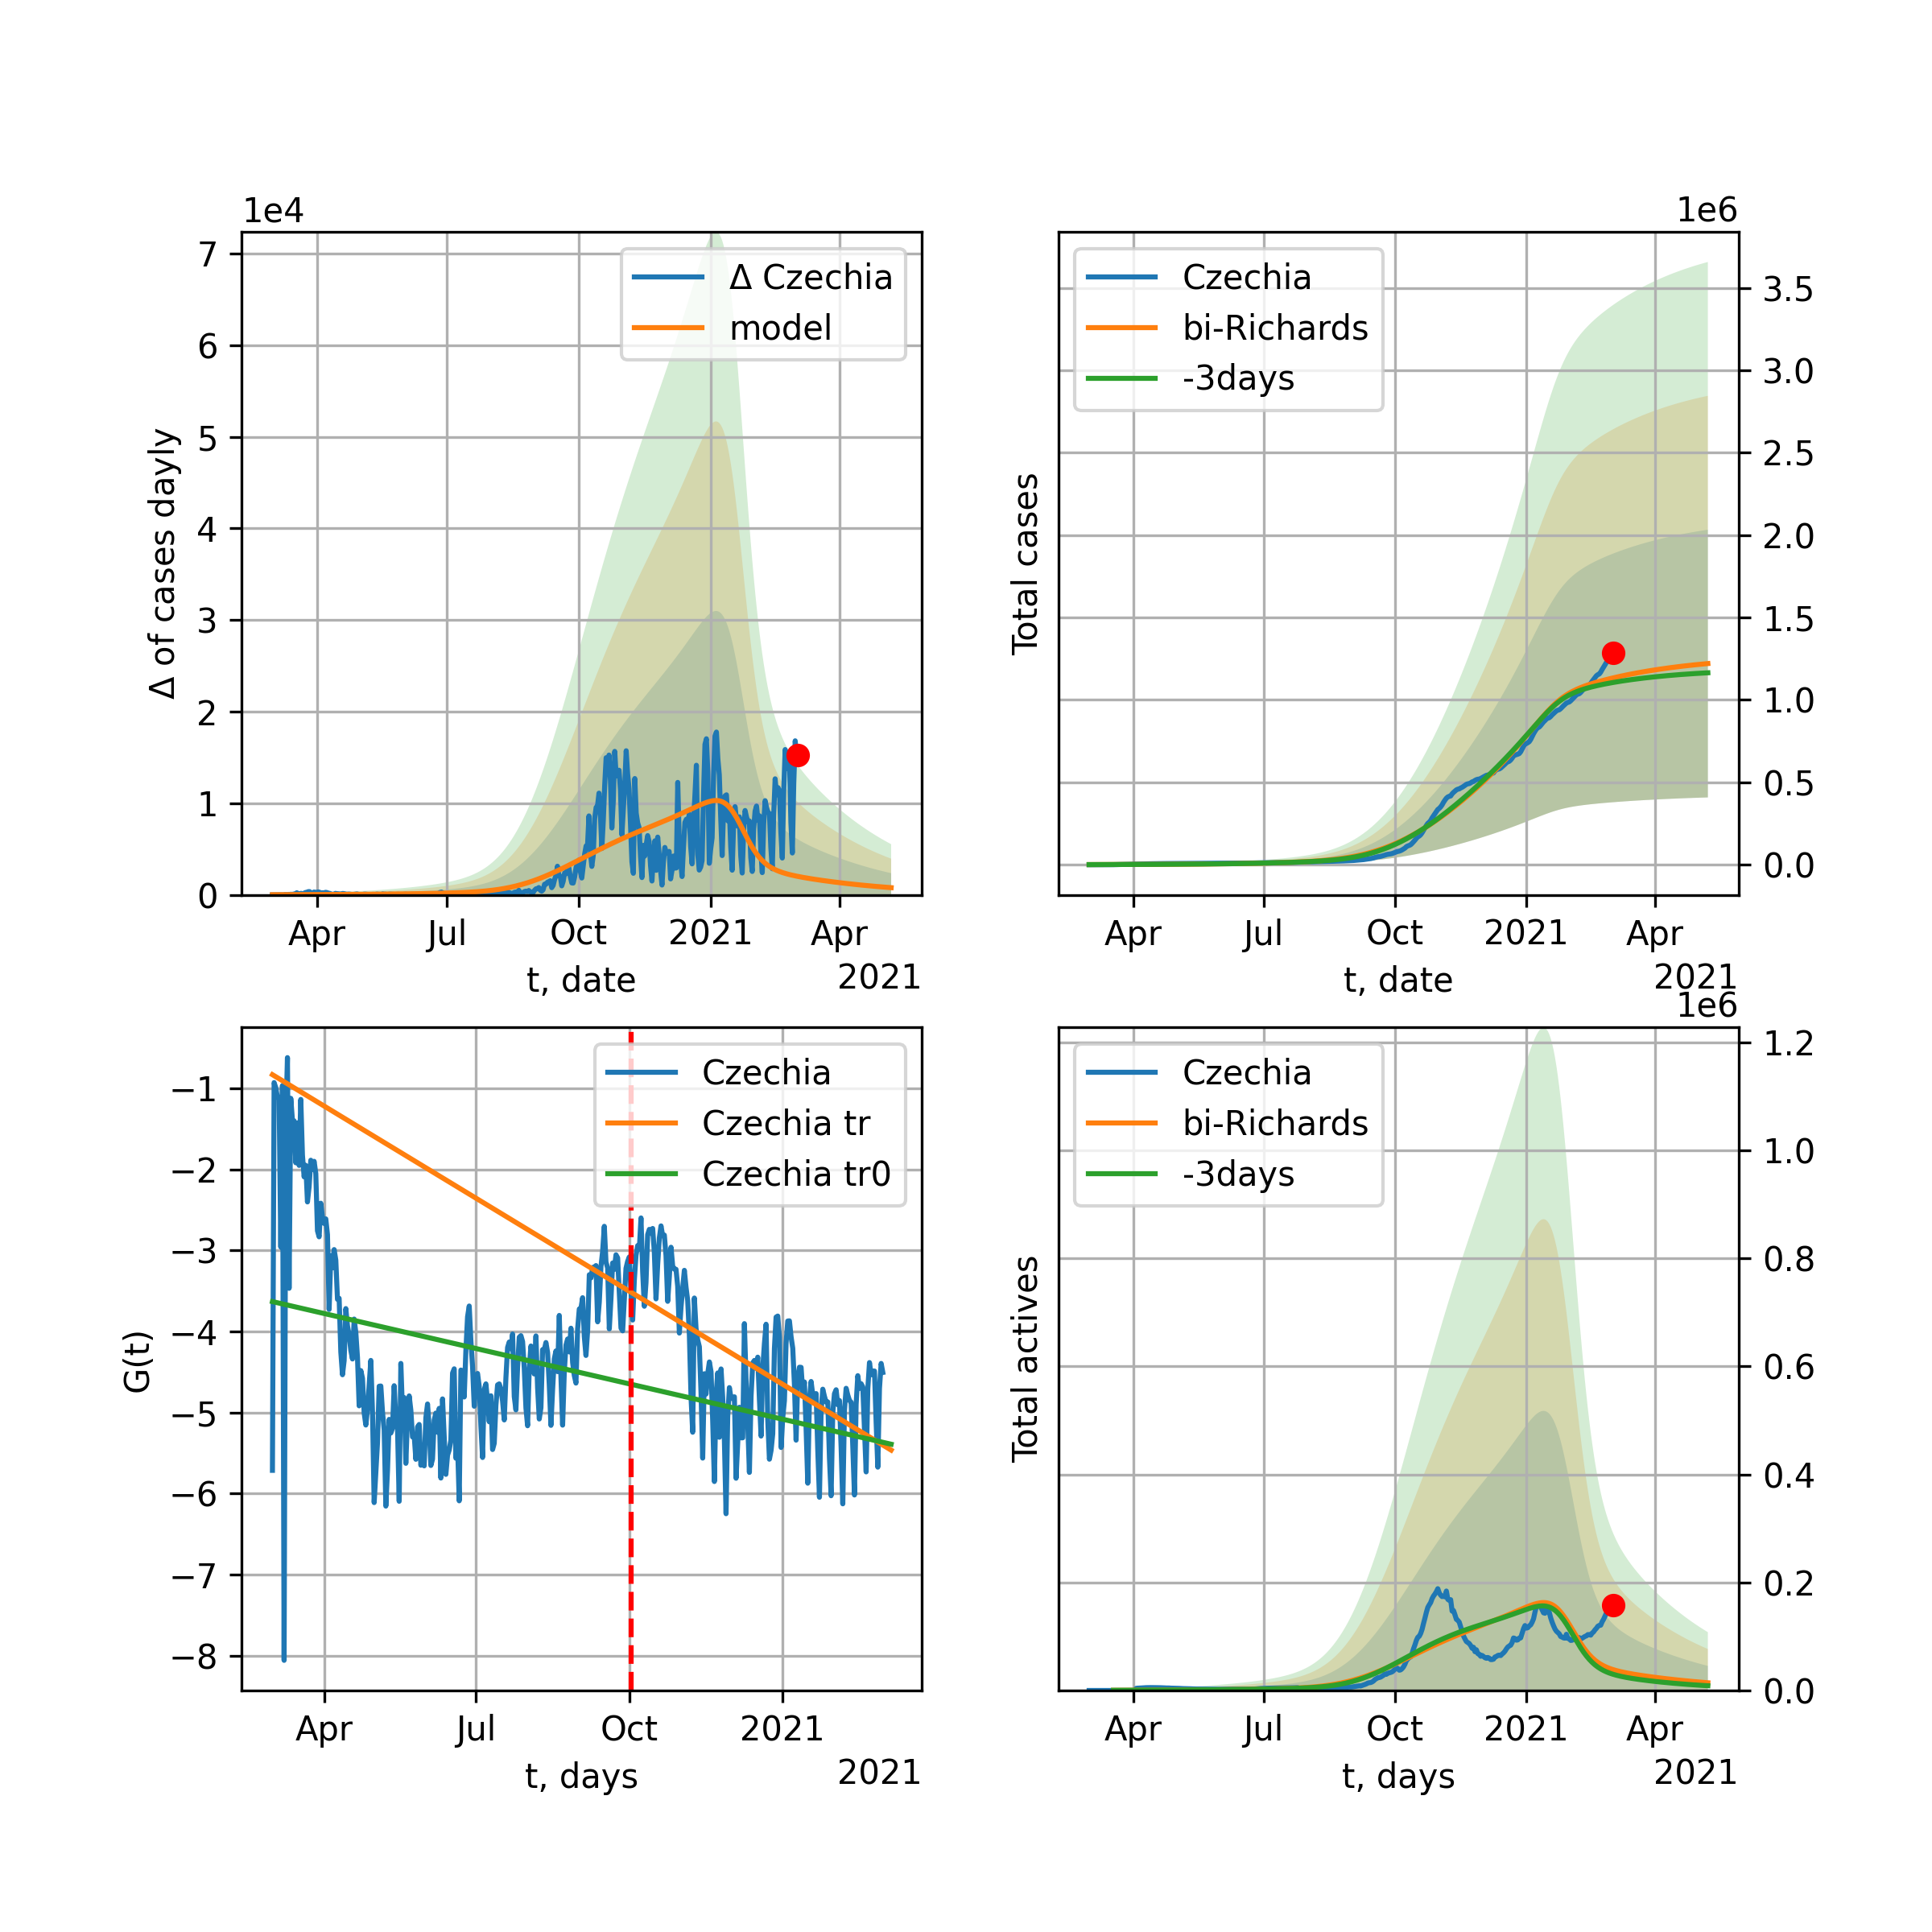 1e4
7
6
5
4
3
2
1
0
Δ of cases dayly
Δ Czechia
model
Apr
Jul
Oct
2021
Apr
t, date
2021
1e6
3.5
3.0
2.5
2.0
1.5
1.0
0.5
0.0
Total cases
Czechia
bi-Richards
-3days
Apr
Jul
Oct
2021
Apr
t, date
2021
−1
−2
−3
−4
−5
−6
−7
−8
G(t)
Czechia
Czechia tr
Czechia tr0
Apr
Jul
Oct
2021
t, days
2021
1e6
1.2
1.0
0.8
0.6
0.4
0.2
0.0
Total actives
Czechia
bi-Richards
-3days
Apr
Jul
Oct
2021
Apr
t, days
2021